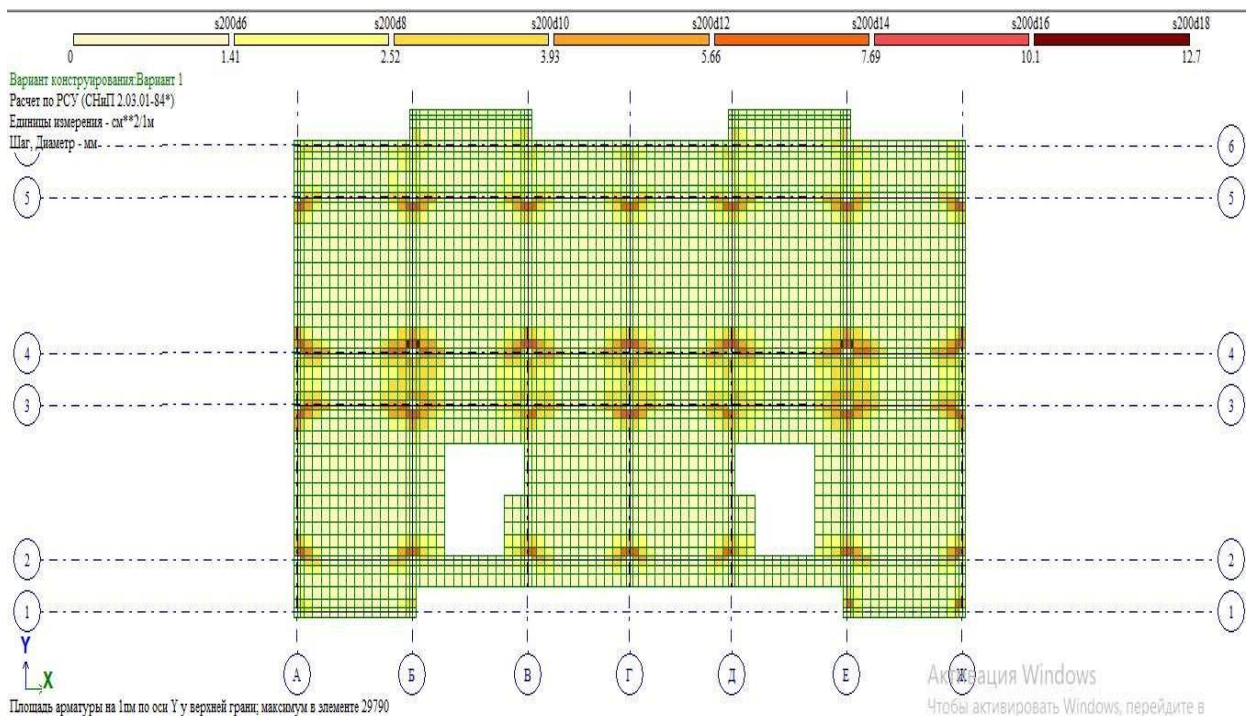 s200d6 s200d8 s200d10 s200d12 s200d14 s200d16 s200d18
0 1.41 2.52 3.93 5.66 7.69 10.1 12.7
Вариант конструирования:Вариант 1
Расчет по РСУ (СНиП 2.03.01-84*)
Единицы измерения - см**2/1м
Шаг, Диаметр - мм
6
5 5
4 4
3 3
2 2
1 1
Y
X
А Б В Г Д Е Ж
Активация Windows
Площадь арматуры на 1пм по оси Y у верхней грани; максимум в элементе 29790
Чтобы активировать Windows, перейдите в